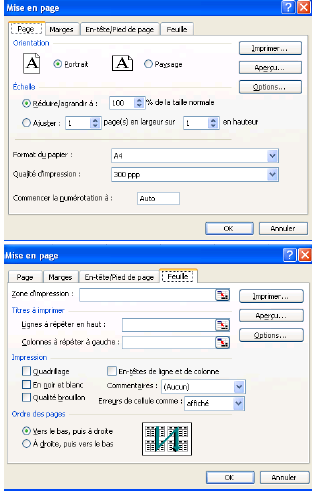 Mise en page
Page Marges En-tête/Pied de page Feuille
Orientation
A Portrait A Paysage
Imprimer...
Aperçu...
Échelle
Options...
Réduire/agrandir à : 100 % de la taille normale
Ajuster : 1 page(s) en largeur sur 1 en hauteur
Format du papier : A4
Qualité d'impression : 300 ppp
Commencer la numérotation à : Auto
OK Annuler
Mise en page
Page Marges En-tête/Pied de page Feuille
Zone d'impression :
Imprimer...
Titres à imprimer
Aperçu...
Lignes à répéter en haut :
Options...
Colonnes à répéter à gauche :
Impression
Quadrillage En-têtes de ligne et de colonne
En noir et blanc Commentaires : (Aucun)
Qualité brouillon Erreurs de cellule comme : affiché
Ordre des pages
Vers le bas, puis à droite
À droite, puis vers le bas
OK Annuler